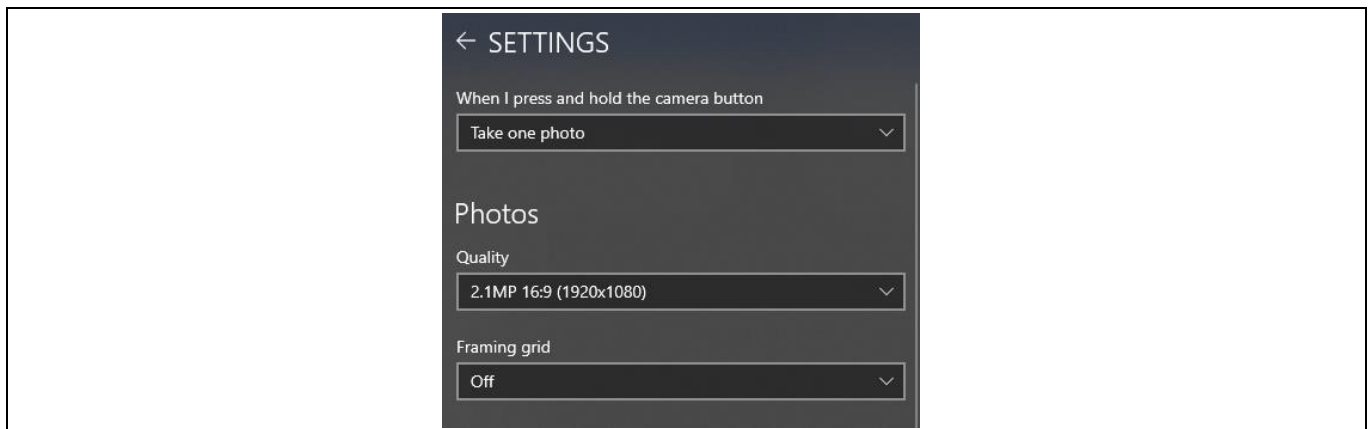 ← SETTINGS
When I press and hold the camera button
Take one photo
Photos
Quality
2.1MP 16:9 (1920x1080)
Framing grid
Off